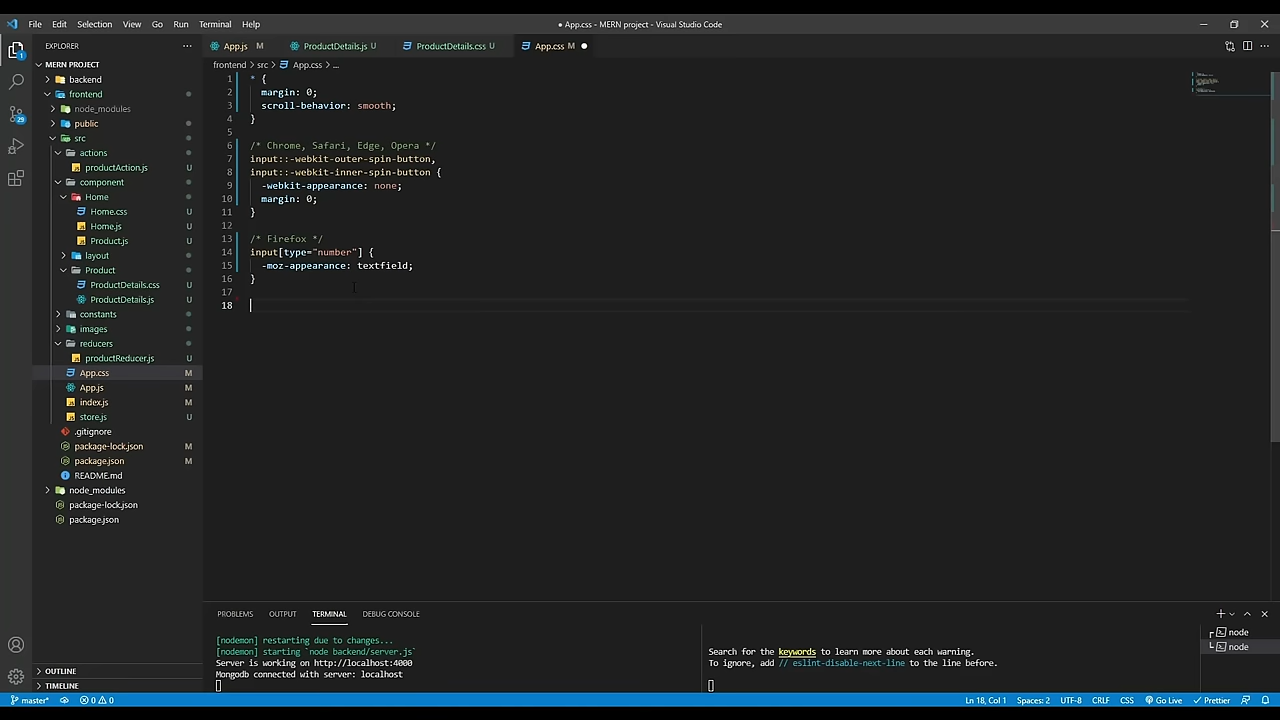 File Edit Selection View Go Run Terminal Help
● App.css - MERN project - Visual Studio Code
EXPLORER
App.js M
ProductDetails.js U
ProductDetails.css U
App.css M ●
MERN PROJECT
frontend > src > App.css > ...
backend
frontend
node_modules
public
src
actions
productAction.js U
component
Home
Home.css U
Home.js U
Product.js U
layout
Product
ProductDetails.css U
ProductDetails.js U
constants
images
reducers
productReducer.js U
App.css M
App.js M
index.js M
store.js U
.gitignore
package-lock.json M
package.json M
README.md
node_modules
package-lock.json
package.json
OUTLINE
TIMELINE
1 * {
2 margin: 0;
3 scroll-behavior: smooth;
4 }
5
6 /* Chrome, Safari, Edge, Opera */
7 input::-webkit-outer-spin-button,
8 input::-webkit-inner-spin-button {
9 -webkit-appearance: none;
10 margin: 0;
11 }
12
13 /* Firefox */
14 input[type="number"] {
15 -moz-appearance: textfield;
16 }
17
18
PROBLEMS OUTPUT TERMINAL DEBUG CONSOLE
[nodemon] restarting due to changes...
[nodemon] starting `node backend/server.js`
Server is working on http://localhost:4000
Mongodb connected with server: localhost
Search for the keywords to learn more about each warning.
To ignore, add // eslint-disable-next-line to the line before.
node
node
1
29
master* 0 0
Ln 18, Col 1 Spaces: 2 UTF-8 CRLF CSS Go Live Prettier